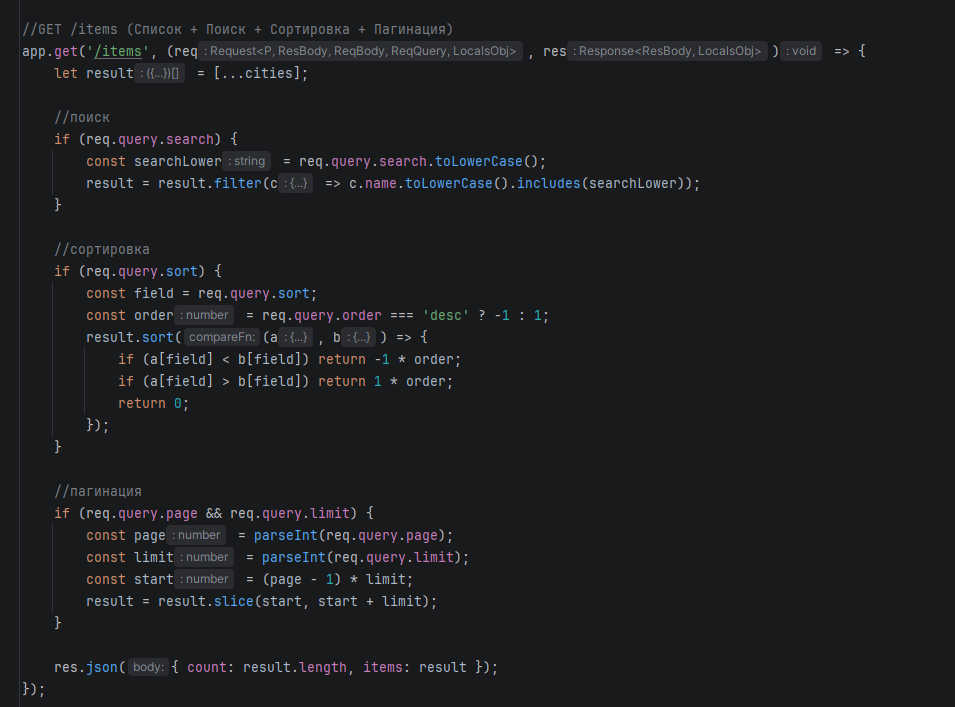 //GET /items (Список + Поиск + Сортировка + Пагинация)
app.get('/items', (req : Request<P, ResBody, ReqBody, ReqQuery, LocalsObj> , res : Response<ResBody, LocalsObj> ) : void => {
    let result : ({...})[] = [...cities];

    //поиск
    if (req.query.search) {
        const searchLower : string = req.query.search.toLowerCase();
        result = result.filter(c : {...} => c.name.toLowerCase().includes(searchLower));
    }

    //сортировка
    if (req.query.sort) {
        const field = req.query.sort;
        const order : number = req.query.order === 'desc' ? -1 : 1;
        result.sort( compareFn: (a : {...} , b : {...} ) => {
            if (a[field] < b[field]) return -1 * order;
            if (a[field] > b[field]) return 1 * order;
            return 0;
        });
    }

    //пагинация
    if (req.query.page && req.query.limit) {
        const page : number = parseInt(req.query.page);
        const limit : number = parseInt(req.query.limit);
        const start : number = (page - 1) * limit;
        result = result.slice(start, start + limit);
    }

    res.json( body: { count: result.length, items: result });
});